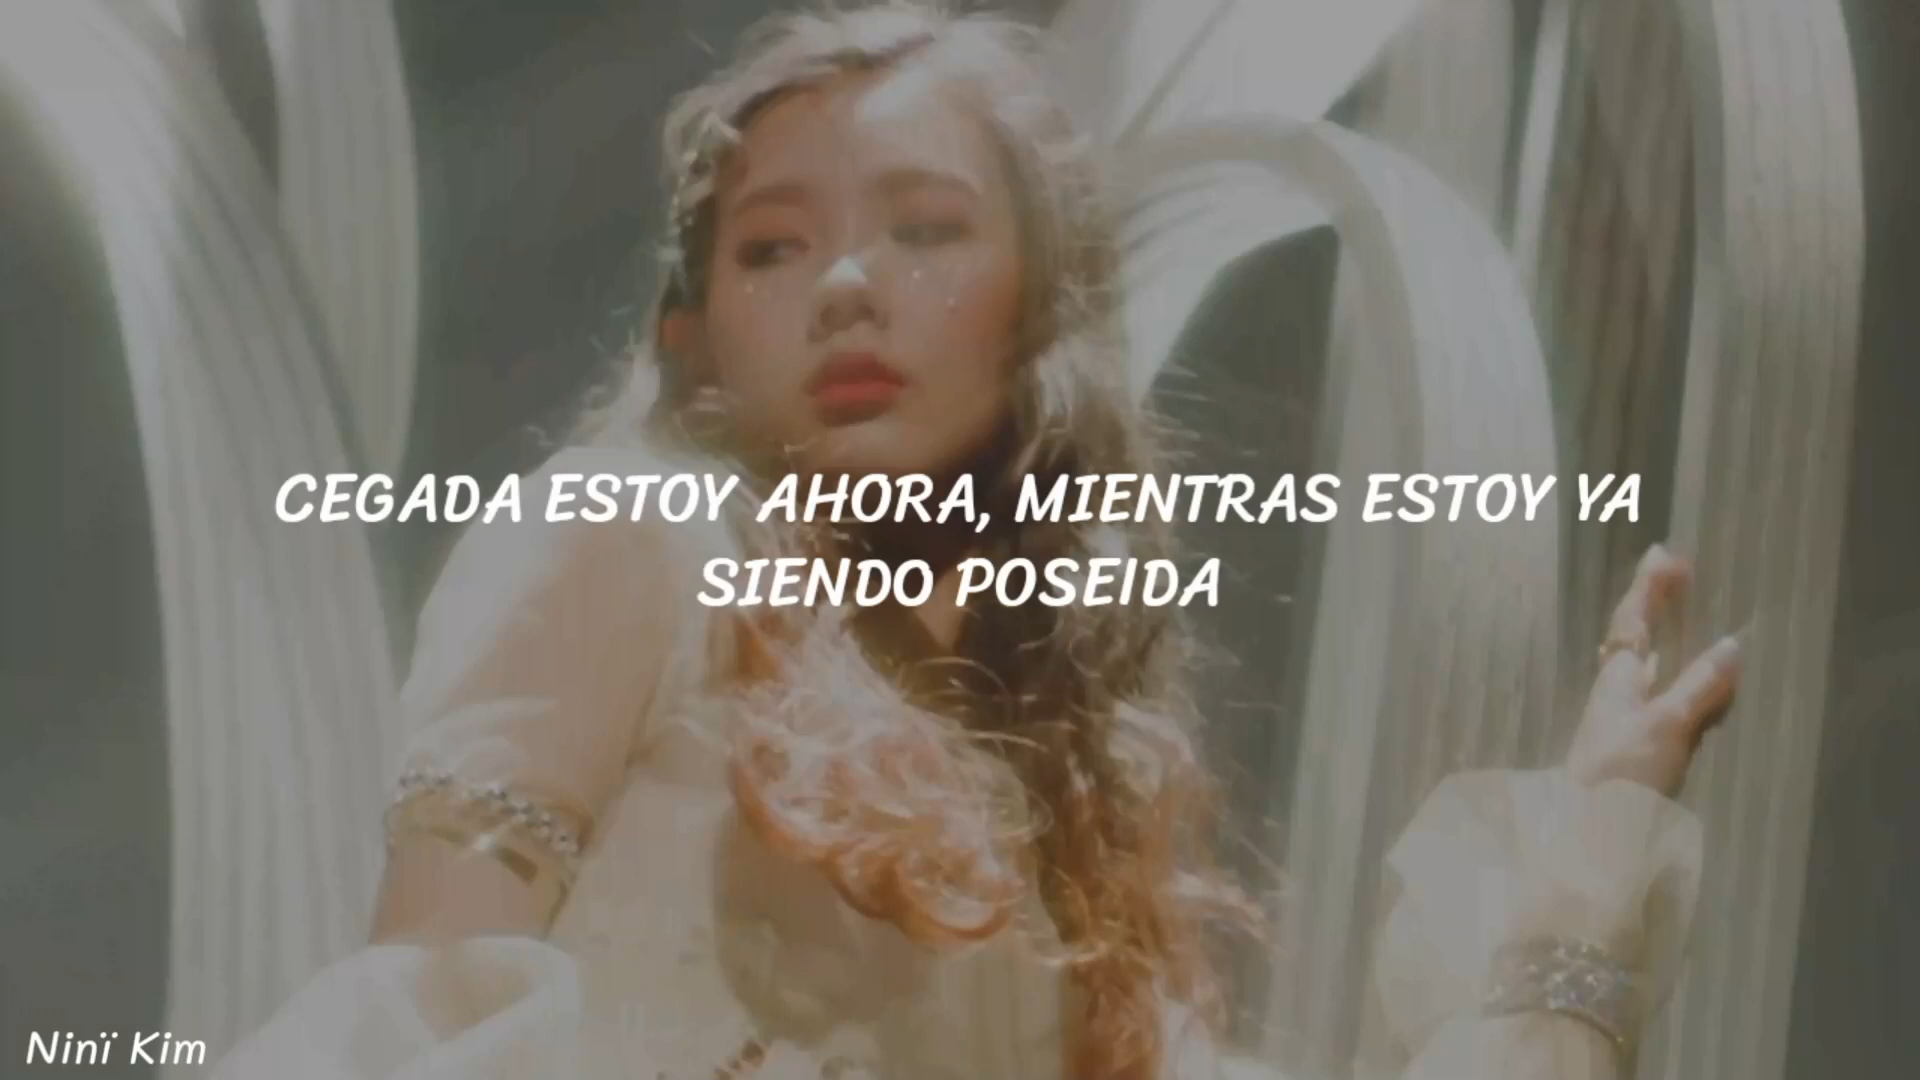 CEGADA ESTOY AHORA, MIENTRAS ESTOY YA
SIENDO POSEIDA
Ninï Kim